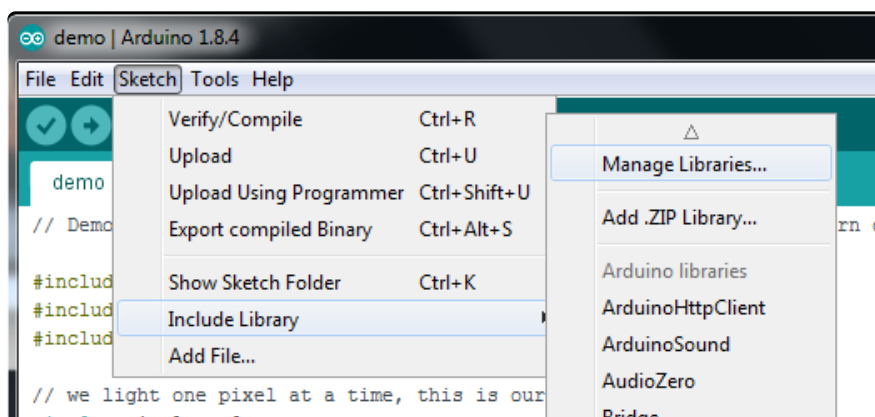 demo | Arduino 1.8.4
File Edit Sketch Tools Help
Verify/Compile Ctrl+R
Upload Ctrl+U
Upload Using Programmer Ctrl+Shift+U
Export compiled Binary Ctrl+Alt+S
Show Sketch Folder Ctrl+K
Include Library
Add File...
Manage Libraries...
Add .ZIP Library...
Arduino libraries
ArduinoHttpClient
ArduinoSound
AudioZero
Bridge
demo
// Demo
#includ
#includ
#includ
// we light one pixel at a time, this is our